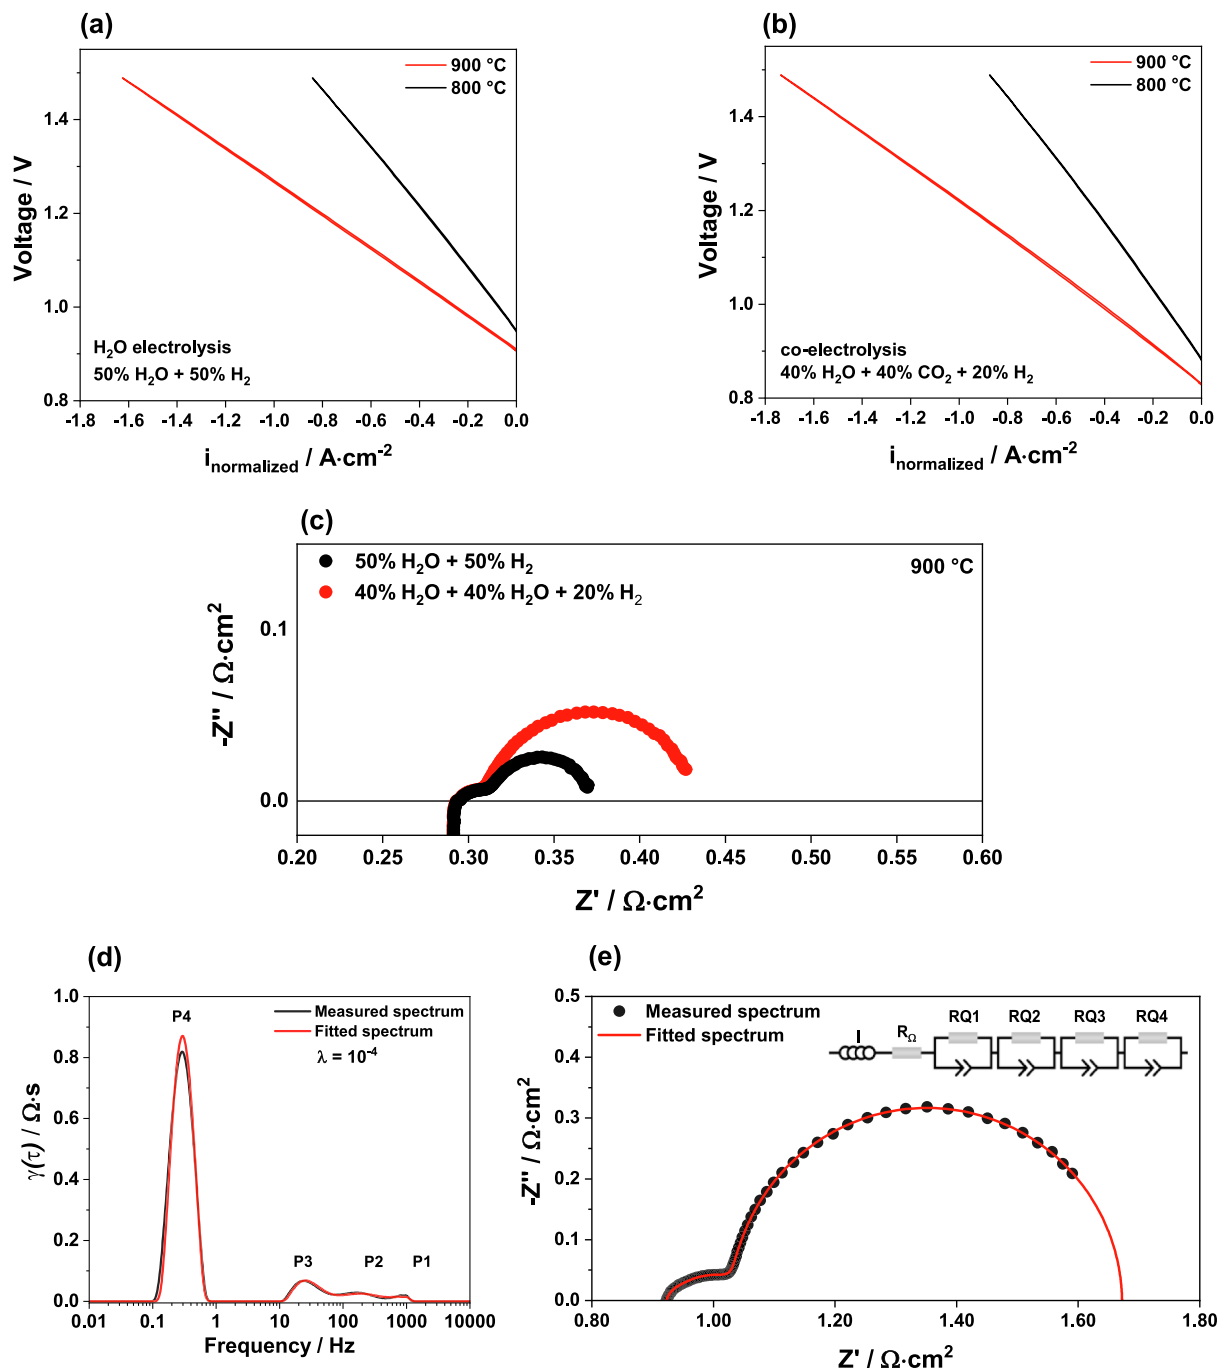 (a)
900 °C
800 °C
1.4
1.2
1.0
0.8
Voltage / V
H₂O electrolysis
50% H₂O + 50% H₂
-1.8 -1.6 -1.4 -1.2 -1.0 -0.8 -0.6 -0.4 -0.2 0.0
i normalized / A·cm⁻²
(b)
900 °C
800 °C
1.4
1.2
1.0
0.8
Voltage / V
co-electrolysis
40% H₂O + 40% CO₂ + 20% H₂
-1.8 -1.6 -1.4 -1.2 -1.0 -0.8 -0.6 -0.4 -0.2 0.0
i normalized / A·cm⁻²
(c)
50% H₂O + 50% H₂
40% H₂O + 40% H₂O + 20% H₂
900 °C
0.1
0.0
-Z'' / Ω·cm²
0.20 0.25 0.30 0.35 0.40 0.45 0.50 0.55 0.60
Z' / Ω·cm²
(d)
Measured spectrum
Fitted spectrum
λ = 10⁻⁴
P4
P3
P2
P1
1.0
0.8
0.6
0.4
0.2
0.0
γ(τ) / Ω·s
0.01 0.1 1 10 100 1000 10000
Frequency / Hz
(e)
Measured spectrum
Fitted spectrum
I
R_Ω
RQ1 RQ2 RQ3 RQ4
0.5
0.4
0.3
0.2
0.1
0.0
-Z'' / Ω·cm²
0.80 1.00 1.20 1.40 1.60 1.80
Z' / Ω·cm²